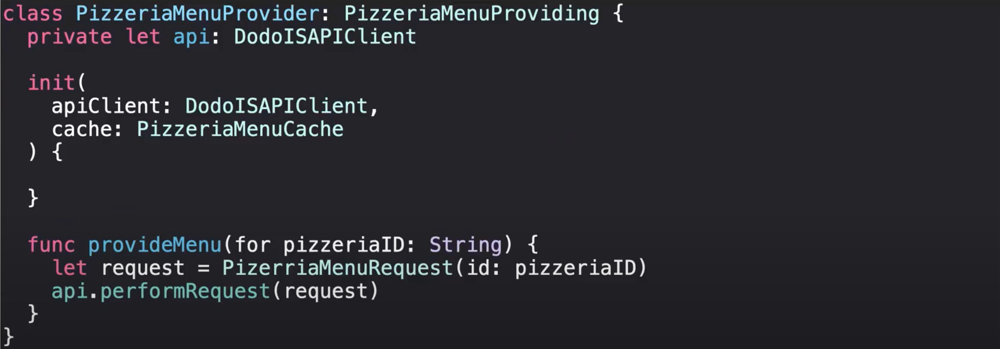 class PizzeriaMenuProvider: PizzeriaMenuProviding {
  private let api: DodoISAPIClient

  init(
    apiClient: DodoISAPIClient,
    cache: PizzeriaMenuCache
  ) {

  }

  func provideMenu(for pizzeriaID: String) {
    let request = PizerriaMenuRequest(id: pizzeriaID)
    api.performRequest(request)
  }
}